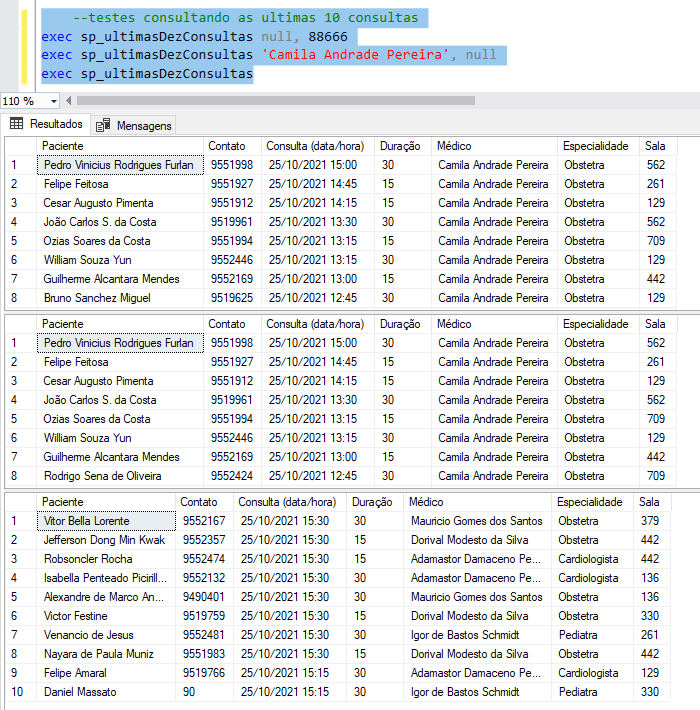 --testes consultando as ultimas 10 consultas
exec sp_ultimasDezConsultas null, 88666
exec sp_ultimasDezConsultas 'Camila Andrade Pereira', null
exec sp_ultimasDezConsultas
110 %
Resultados Mensagens
Paciente Contato Consulta (data/hora) Duração Médico Especialidade Sala
1 Pedro Vinicius Rodrigues Furlan 9551998 25/10/2021 15:00 30 Camila Andrade Pereira Obstetra 562
2 Felipe Feitosa 9551927 25/10/2021 14:45 15 Camila Andrade Pereira Obstetra 261
3 Cesar Augusto Pimenta 9551912 25/10/2021 14:15 15 Camila Andrade Pereira Obstetra 129
4 João Carlos S. da Costa 9519961 25/10/2021 13:30 30 Camila Andrade Pereira Obstetra 562
5 Ozias Soares da Costa 9551994 25/10/2021 13:15 15 Camila Andrade Pereira Obstetra 709
6 William Souza Yun 9552446 25/10/2021 13:15 30 Camila Andrade Pereira Obstetra 129
7 Guilherme Alcantara Mendes 9552169 25/10/2021 13:00 15 Camila Andrade Pereira Obstetra 442
8 Bruno Sanchez Miguel 9519625 25/10/2021 12:45 30 Camila Andrade Pereira Obstetra 129
Paciente Contato Consulta (data/hora) Duração Médico Especialidade Sala
1 Pedro Vinicius Rodrigues Furlan 9551998 25/10/2021 15:00 30 Camila Andrade Pereira Obstetra 562
2 Felipe Feitosa 9551927 25/10/2021 14:45 15 Camila Andrade Pereira Obstetra 261
3 Cesar Augusto Pimenta 9551912 25/10/2021 14:15 15 Camila Andrade Pereira Obstetra 129
4 João Carlos S. da Costa 9519961 25/10/2021 13:30 30 Camila Andrade Pereira Obstetra 562
5 Ozias Soares da Costa 9551994 25/10/2021 13:15 15 Camila Andrade Pereira Obstetra 709
6 William Souza Yun 9552446 25/10/2021 13:15 30 Camila Andrade Pereira Obstetra 129
7 Guilherme Alcantara Mendes 9552169 25/10/2021 13:00 15 Camila Andrade Pereira Obstetra 442
8 Rodrigo Sena de Oliveira 9552424 25/10/2021 12:45 30 Camila Andrade Pereira Obstetra 709
Paciente Contato Consulta (data/hora) Duração Médico Especialidade Sala
1 Vitor Bella Lorente 9552167 25/10/2021 15:30 30 Mauricio Gomes dos Santos Obstetra 379
2 Jefferson Dong Min Kwak 9552357 25/10/2021 15:30 15 Dorival Modesto da Silva Obstetra 442
3 Robsoncler Rocha 9552474 25/10/2021 15:30 15 Adamastor Damaceno Pe... Cardiologista 442
4 Isabella Penteado Picirill... 9552132 25/10/2021 15:30 30 Adamastor Damaceno Pe... Cardiologista 136
5 Alexandre de Marco An... 9490401 25/10/2021 15:30 30 Mauricio Gomes dos Santos Obstetra 136
6 Victor Festine 9519759 25/10/2021 15:30 15 Dorival Modesto da Silva Obstetra 330
7 Venancio de Jesus 9552481 25/10/2021 15:30 30 Igor de Bastos Schmidt Pediatra 261
8 Nayara de Paula Muniz 9551983 25/10/2021 15:30 15 Dorival Modesto da Silva Obstetra 442
9 Felipe Amaral 9519766 25/10/2021 15:15 30 Adamastor Damaceno Pe... Cardiologista 129
10 Daniel Massato 90 25/10/2021 15:15 30 Igor de Bastos Schmidt Pediatra 330